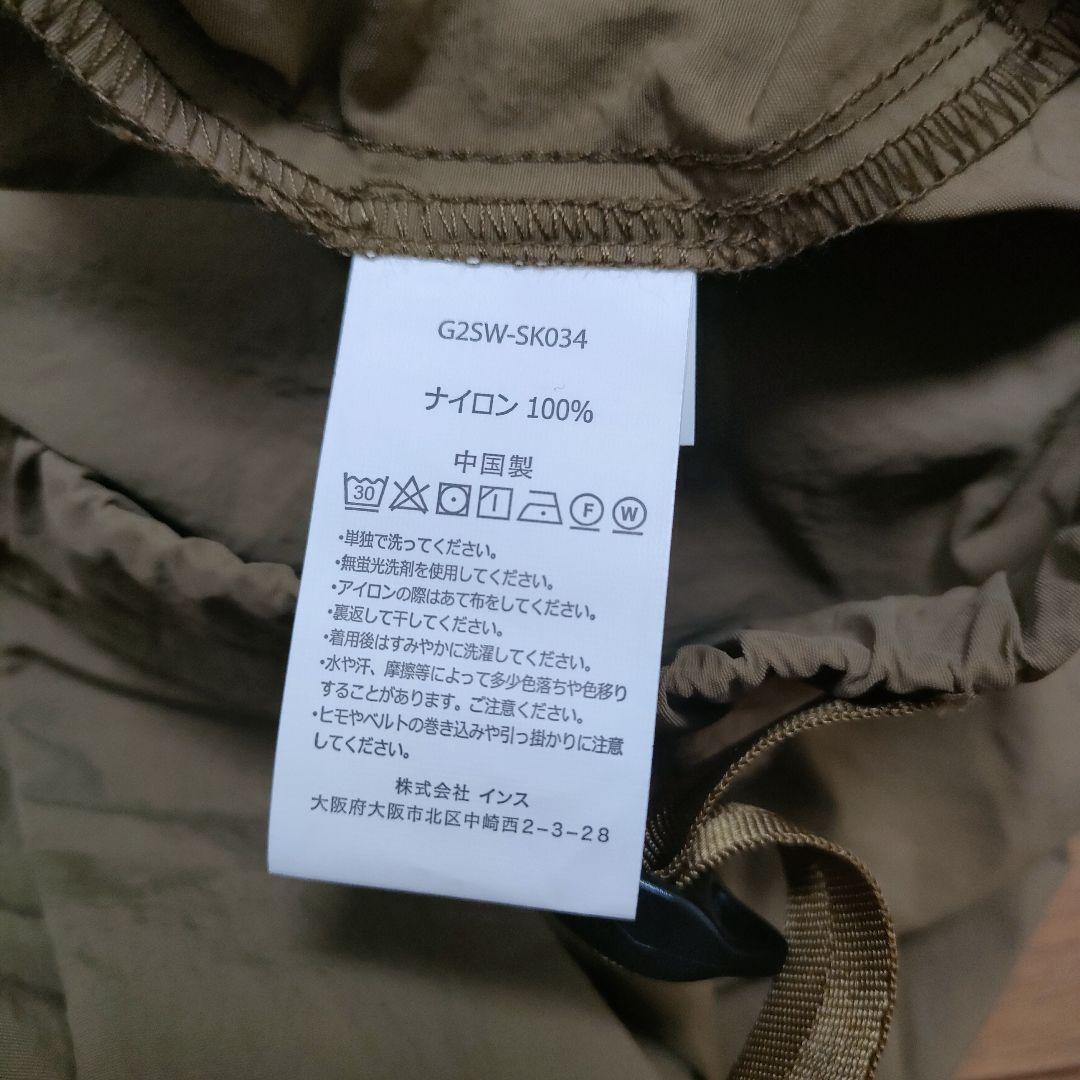 G2SW-SK034
ナイロン 100%
中国製
30 F W
・単独で洗ってください。
・無蛍光洗剤を使用してください。
・アイロンの際はあて布をしてください。
・裏返して干してください。
・着用後はすみやかに洗濯してください。
・水や汗、摩擦等によって多少色落ちや色移り
することがあります。ご注意ください。
・ヒモやベルトの巻き込みや引っ掛かりに注意
してください。
株式会社 インス
大阪府大阪市北区中崎西2-3-28